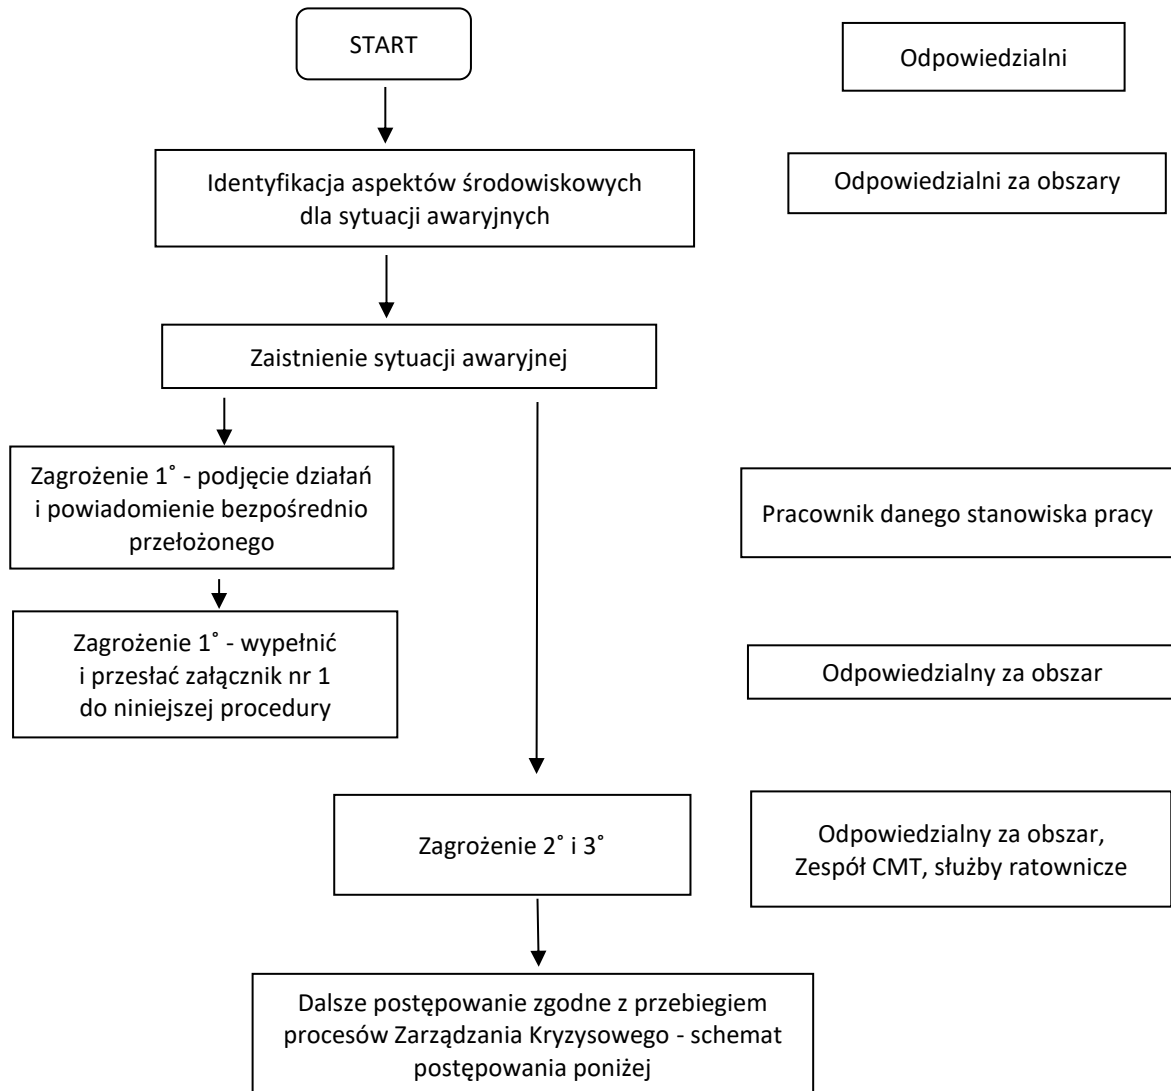 START
Odpowiedzialni
Identyfikacja aspektów środowiskowych
dla sytuacji awaryjnych
Odpowiedzialni za obszary
Zaistnienie sytuacji awaryjnej
Zagrożenie 1˚ - podjęcie działań
i powiadomienie bezpośrednio
przełożonego
Pracownik danego stanowiska pracy
Zagrożenie 1˚ - wypełnić
i przesłać załącznik nr 1
do niniejszej procedury
Odpowiedzialny za obszar
Zagrożenie 2˚ i 3˚
Odpowiedzialny za obszar,
Zespół CMT, służby ratownicze
Dalsze postępowanie zgodne z przebiegiem
procesów Zarządzania Kryzysowego - schemat
postępowania poniżej